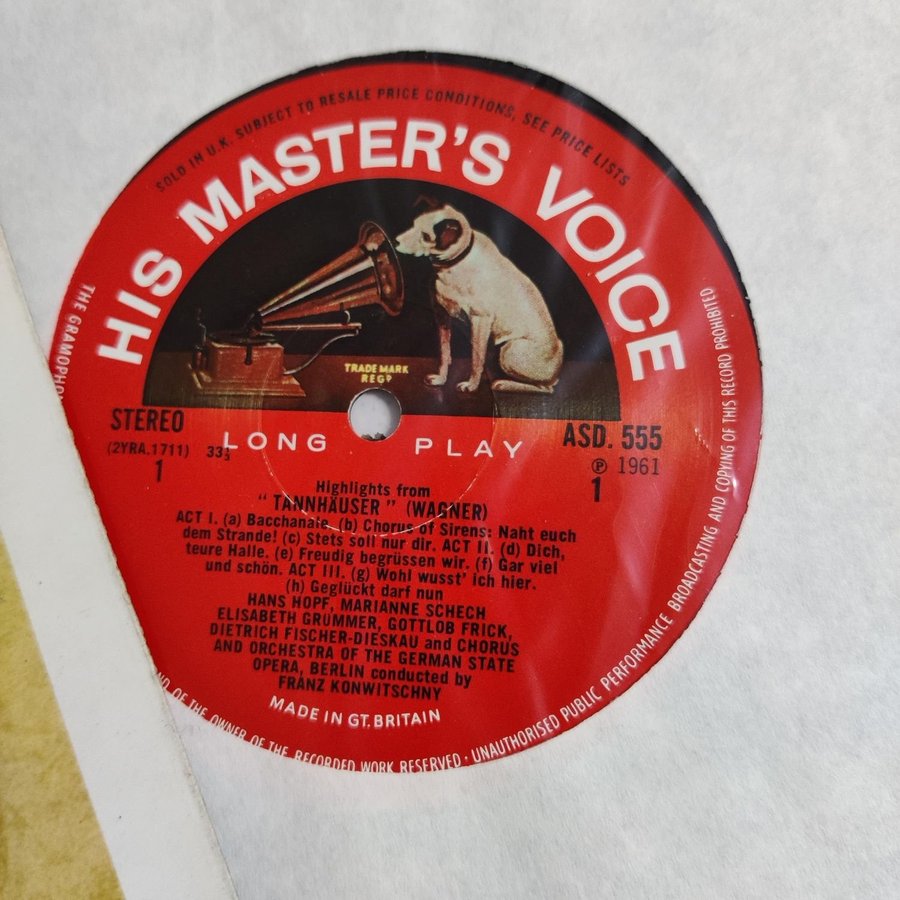 SOLD IN U.K. SUBJECT TO RESALE PRICE CONDITIONS, SEE PRICE LISTS
HIS MASTER'S VOICE
TRADE MARK
REGD
STEREO
(2YRA.1711) 33⅓
1
LONG PLAY
ASD. 555
℗ 1961
1
Highlights from
"TANNHÄUSER" (WAGNER)
ACT I. (a) Bacchanale. (b) Chorus of Sirens: Naht euch
dem Strande! (c) Stets soll nur dir. ACT II. (d) Dich,
teure Halle. (e) Freudig begrüssen wir. (f) Gar viel
und schön. ACT III. (g) Wohl wusst' ich hier.
(h) Geglückt darf nun
HANS HOPF, MARIANNE SCHECH
ELISABETH GRÜMMER, GOTTLOB FRICK,
DIETRICH FISCHER-DIESKAU and CHORUS
AND ORCHESTRA OF THE GERMAN STATE
OPERA, BERLIN conducted by
FRANZ KONWITSCHNY
MADE IN GT. BRITAIN
THE
OF THE OWNER OF THE RECORDED WORK RESERVED · UNAUTHORISED PUBLIC PERFORMANCE BROADCASTING AND COPYING OF THIS RECORD PROHIBITED